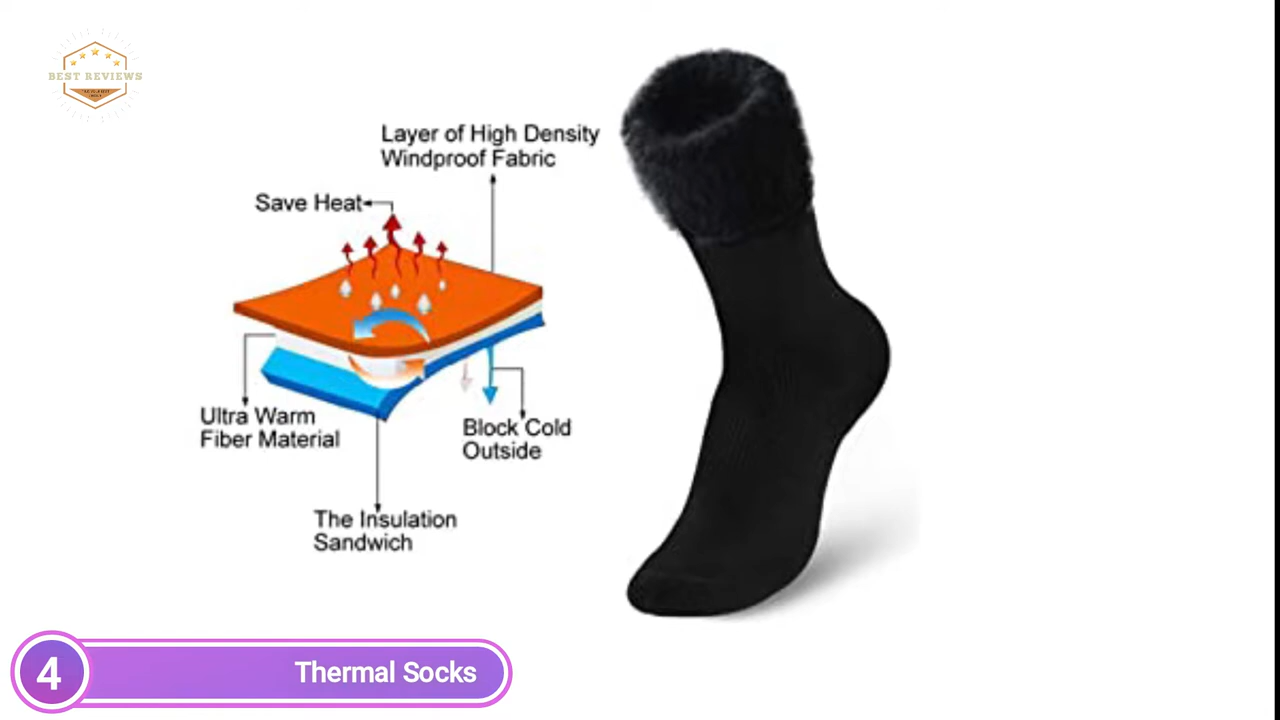 BEST REVIEWS
Layer of High Density
Windproof Fabric
Save Heat
Ultra Warm
Fiber Material
Block Cold
Outside
The Insulation
Sandwich
4
Thermal Socks